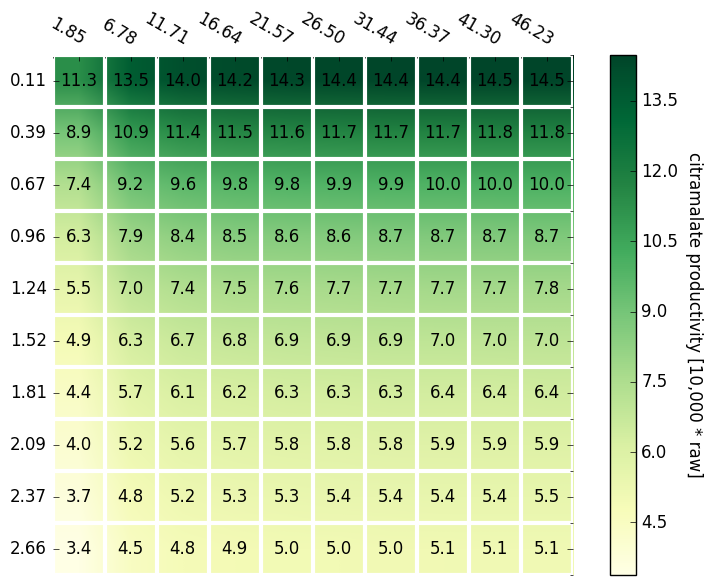 1.85 6.78 11.71 16.64 21.57 26.50 31.44 36.37 41.30 46.23
0.11 11.3 13.5 14.0 14.2 14.3 14.4 14.4 14.4 14.5 14.5
0.39 8.9 10.9 11.4 11.5 11.6 11.7 11.7 11.7 11.8 11.8
0.67 7.4 9.2 9.6 9.8 9.8 9.9 9.9 10.0 10.0 10.0
0.96 6.3 7.9 8.4 8.5 8.6 8.6 8.7 8.7 8.7 8.7
1.24 5.5 7.0 7.4 7.5 7.6 7.7 7.7 7.7 7.7 7.8
1.52 4.9 6.3 6.7 6.8 6.9 6.9 6.9 7.0 7.0 7.0
1.81 4.4 5.7 6.1 6.2 6.3 6.3 6.3 6.4 6.4 6.4
2.09 4.0 5.2 5.6 5.7 5.8 5.8 5.8 5.9 5.9 5.9
2.37 3.7 4.8 5.2 5.3 5.3 5.4 5.4 5.4 5.4 5.5
2.66 3.4 4.5 4.8 4.9 5.0 5.0 5.0 5.1 5.1 5.1
13.5
12.0
10.5
9.0
7.5
6.0
4.5
citramalate productivity [10,000 * raw]